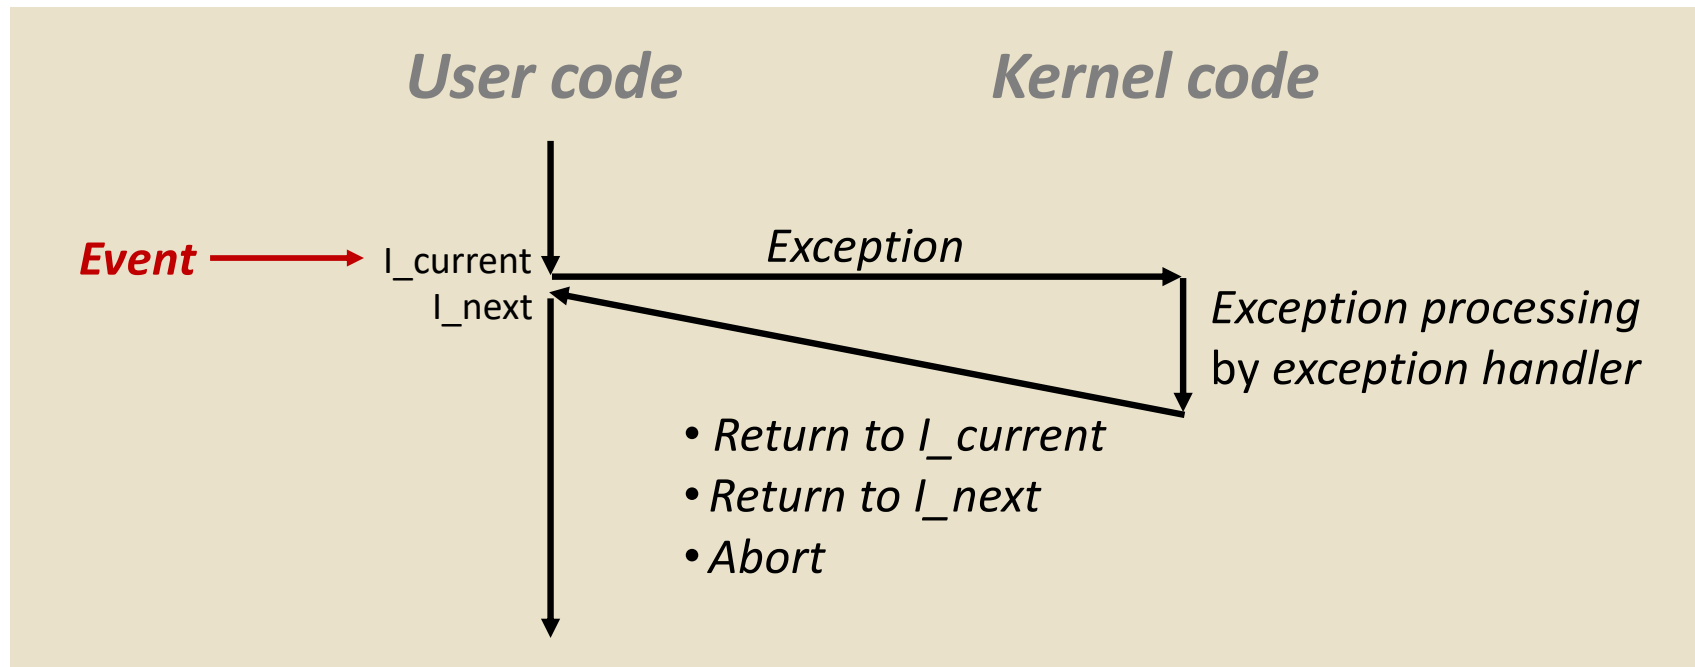 User code
Kernel code
Event
I_current
Exception
I_next
Exception processing
by exception handler
• Return to I_current
• Return to I_next
• Abort